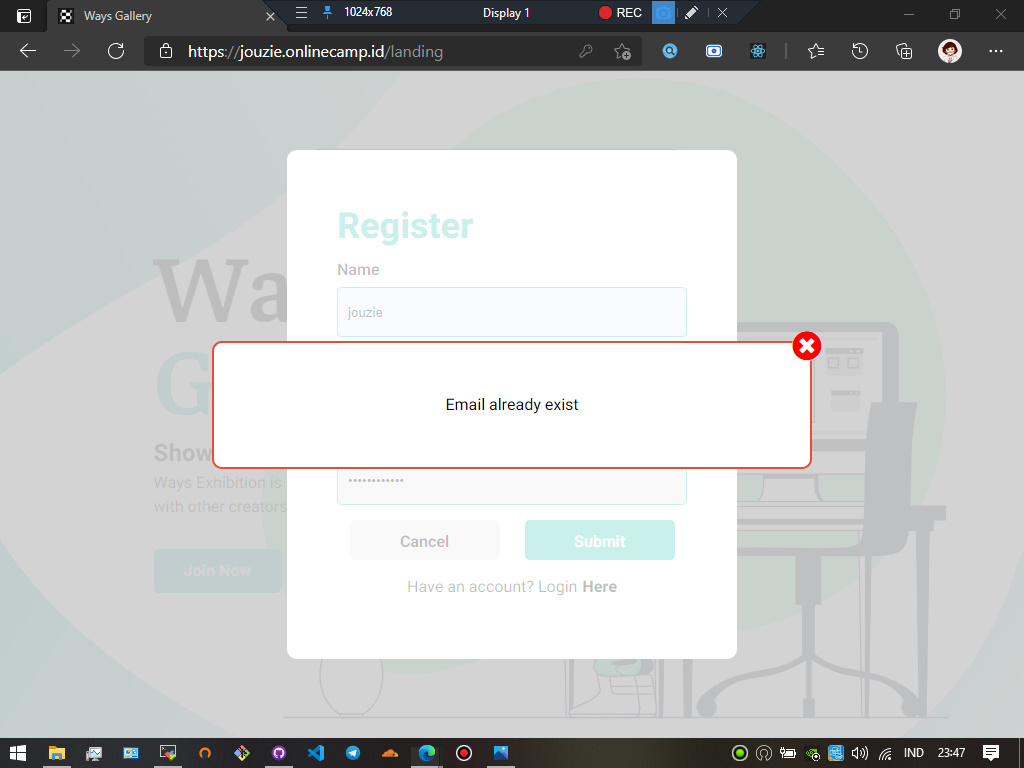 Ways Gallery
1024x768
Display 1
REC
https://jouzie.onlinecamp.id/landing
Register
Name
jouzie
Wa
G
Email already exist
Show
Ways Exhibition is
with other creators
••••••••••••
Cancel
Submit
Join Now
Have an account? Login Here
IND
23:47